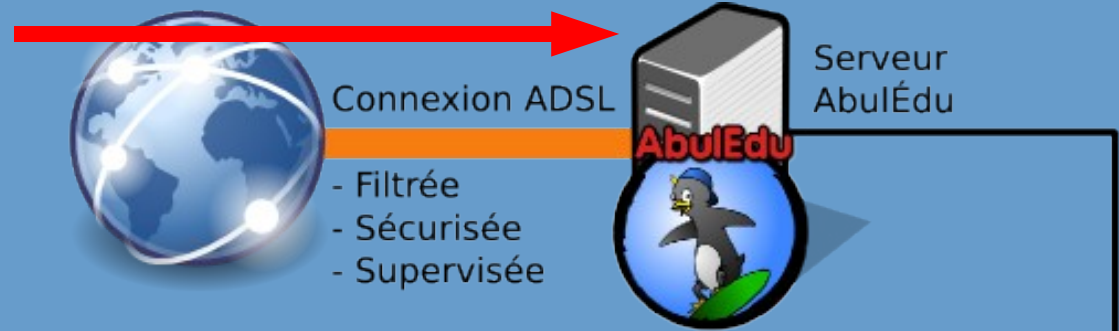 Connexion ADSL
- Filtrée
- Sécurisée
- Supervisée
AbulEdu
Serveur
AbulÉdu